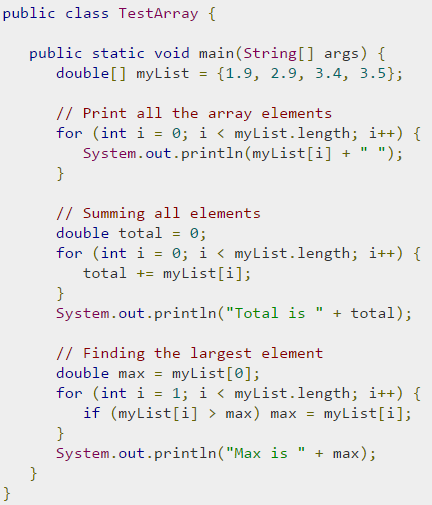 public class TestArray {
public static void main(String[] args) {
double[] myList = {1.9, 2.9, 3.4, 3.5};
// Print all the array elements
for (int i = 0; i < myList.length; i++) {
System.out.println(myList[i] + " ");
}
// Summing all elements
double total = 0;
for (int i = 0; i < myList.length; i++) {
total += myList[i];
}
System.out.println("Total is " + total);
// Finding the largest element
double max = myList[0];
for (int i = 1; i < myList.length; i++) {
if (myList[i] > max) max = myList[i];
}
System.out.println("Max is " + max);
}
}